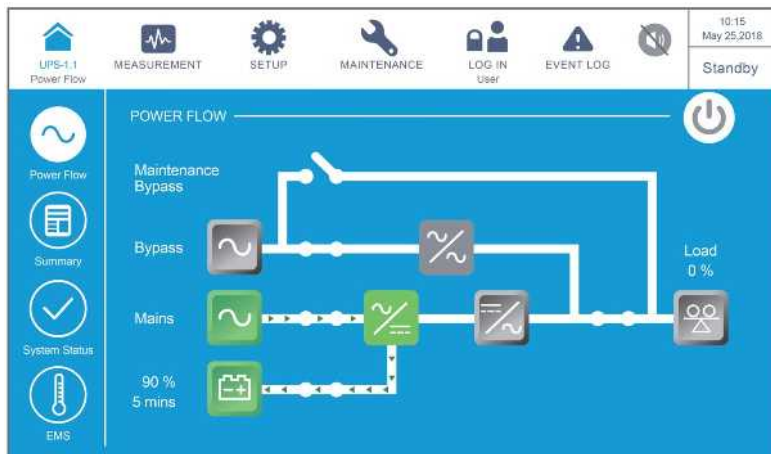 UPS-1.1
Power Flow
MEASUREMENT
SETUP
MAINTENANCE
LOG IN
User
EVENT LOG
10:15
May 25,2018
Standby
Power Flow
Summary
System Status
EMS
POWER FLOW
Maintenance
Bypass
Bypass
Load
0 %
Mains
90 %
5 mins